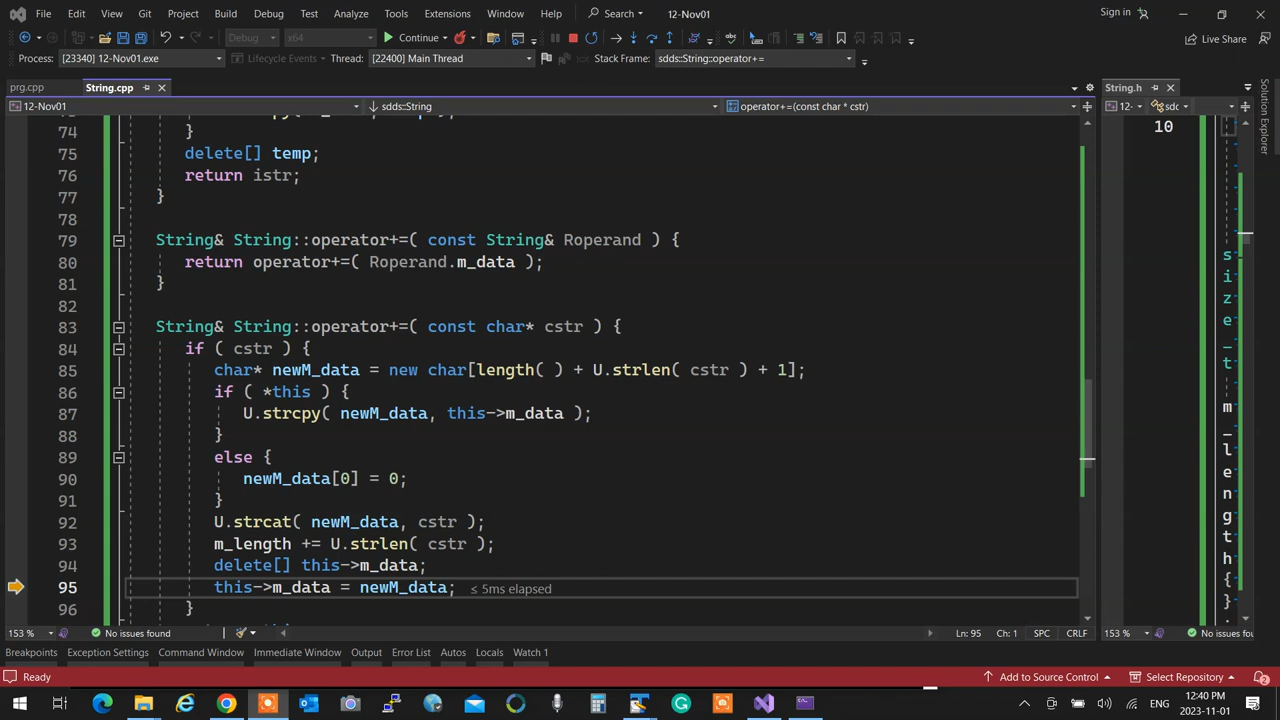 File Edit View Git Project Build Debug Test Analyze Tools Extensions Window Help Search 12-Nov01 Sign in
Debug x64 Continue Live Share
Process: [23340] 12-Nov01.exe Lifecycle Events Thread: [22400] Main Thread Stack Frame: sdds::String::operator+=
prg.cpp String.cpp String.h
12-Nov01 sdds::String operator+=(const char * cstr) 12- sdc
Solution Explorer
74 }
75 delete[] temp;
76 return istr;
77 }
78
79 String& String::operator+=( const String& Roperand ) {
80 return operator+=( Roperand.m_data );
81 }
82
83 String& String::operator+=( const char* cstr ) {
84 if ( cstr ) {
85 char* newM_data = new char[length( ) + U.strlen( cstr ) + 1];
86 if ( *this ) {
87 U.strcpy( newM_data, this->m_data );
88 }
89 else {
90 newM_data[0] = 0;
91 }
92 U.strcat( newM_data, cstr );
93 m_length += U.strlen( cstr );
94 delete[] this->m_data;
95 this->m_data = newM_data; ≤ 5ms elapsed
96 }
10
s
i
z
e
_
t
m
_
l
e
n
g
t
h
{
}
153 % No issues found Ln: 95 Ch: 1 SPC CRLF 153 % No issues fou
Breakpoints Exception Settings Command Window Immediate Window Output Error List Autos Locals Watch 1
Ready Add to Source Control Select Repository 2
ENG 12:40 PM
2023-11-01